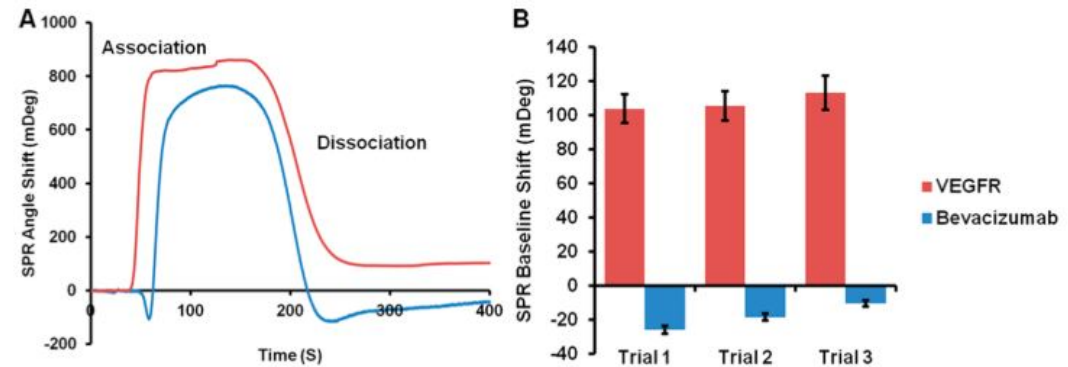 A
SPR Angle Shift (mDeg)
1000
800
600
400
200
0
-200
Association
Dissociation
0 100 200 300 400
Time (S)
B
SPR Baseline Shift (mDeg)
140
120
100
80
60
40
20
0
-20
-40
Trial 1 Trial 2 Trial 3
VEGFR
Bevacizumab